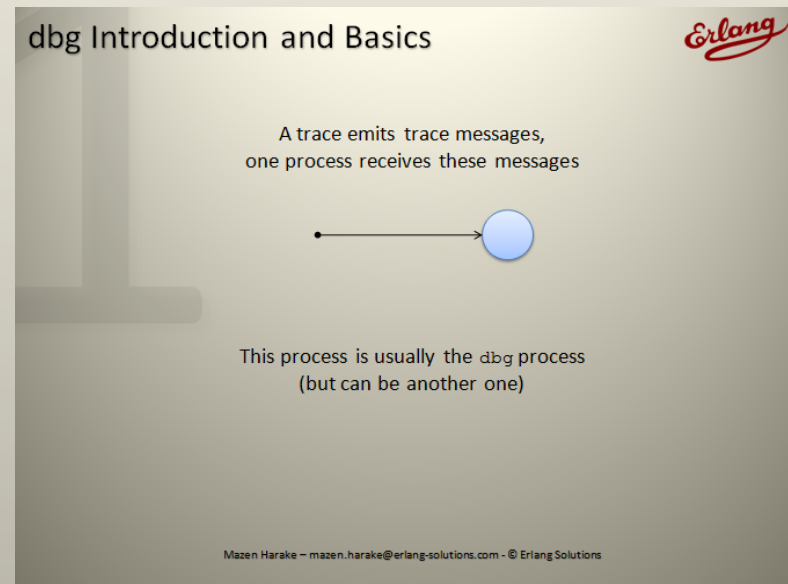 dbg Introduction and Basics
Erlang
A trace emits trace messages,
one process receives these messages
This process is usually the dbg process
(but can be another one)
Mazen Harake – mazen.harake@erlang-solutions.com - © Erlang Solutions